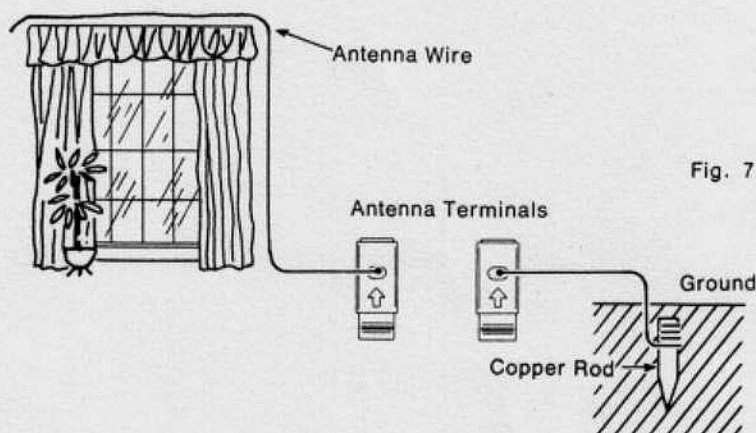 Antenna Wire
Fig. 7
Antenna Terminals
Ground
Copper Rod